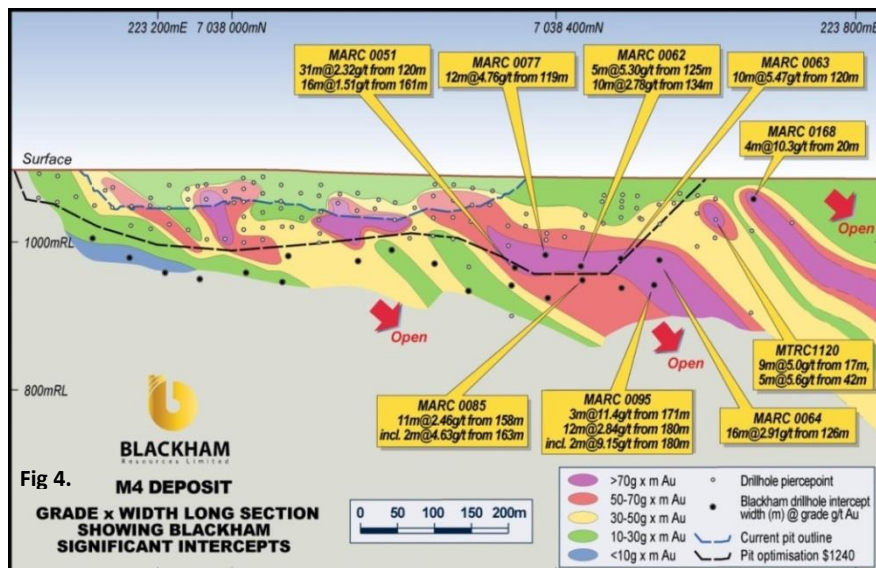 223 200mE 7 038 000mN
7 038 400mN
223 800mE
MARC 0051
31m@2.32g/t from 120m
16m@1.51g/t from 161m
MARC 0077
12m@4.76g/t from 119m
MARC 0062
5m@5.30g/t from 125m
10m@2.78g/t from 134m
MARC 0063
10m@5.47g/t from 120m
MARC 0168
4m@10.3g/t from 20m
Surface
1000mRL
800mRL
Open
Open
Open
MTRC1120
9m@5.0g/t from 17m,
5m@5.6g/t from 42m
MARC 0085
11m@2.46g/t from 158m
incl. 2m@4.63g/t from 163m
MARC 0095
3m@11.4g/t from 171m
12m@2.84g/t from 180m
incl. 2m@9.15g/t from 180m
MARC 0064
16m@2.91g/t from 126m
BLACKHAM
Resources Limited
Fig 4.
M4 DEPOSIT
GRADE x WIDTH LONG SECTION
SHOWING BLACKHAM
SIGNIFICANT INTERCEPTS
0 50 100 150 200m
>70g x m Au
50-70g x m Au
30-50g x m Au
10-30g x m Au
<10g x m Au
Drillhole piercepoint
Blackham drillhole intercept
width (m) @ grade g/t Au
Current pit outline
Pit optimisation $1240